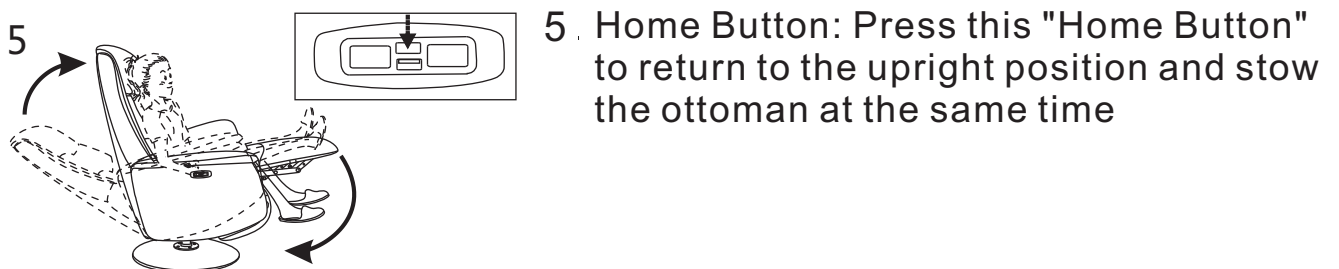 5
5. Home Button: Press this "Home Button"
to return to the upright position and stow
the ottoman at the same time